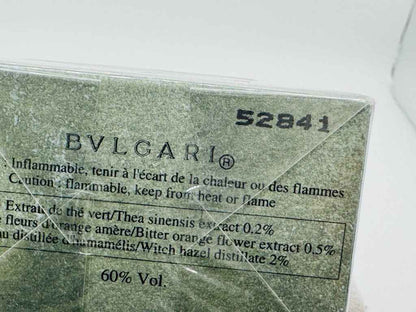 52841
BVLGARI®
: Inflammable, tenir à l'écart de la chaleur ou des flammes
Caution : flammable, keep from heat or flame
Extrait de thé vert/Thea sinensis extract 0.2%
fleurs d'orange amère/Bitter orange flower extract 0.5%
au distillée d'hamamélis/Witch hazel distillate 2%
60% Vol.